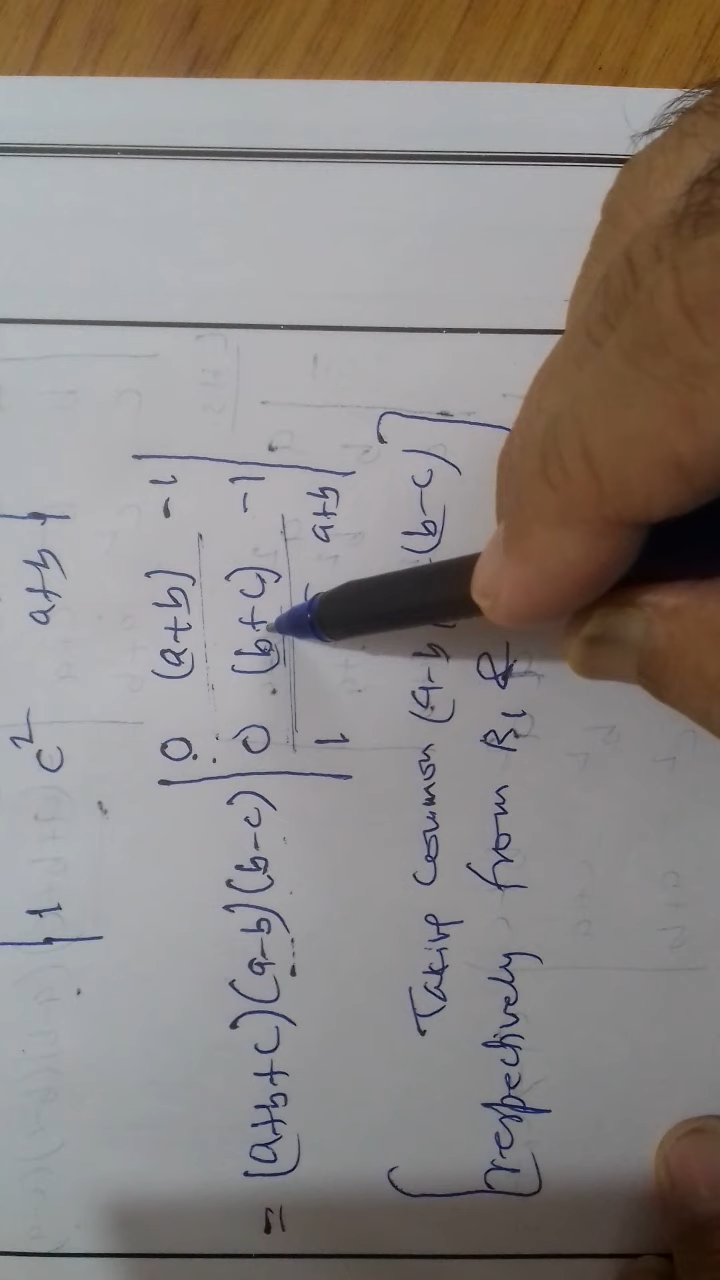 1 c² a+b
0 (a+b) -1
= (a+b+c)(a-b)(b-c) 0 (b+c) -1
1 a+b
[Taking common (a-b) (b-c)]
respectively from R₁ &